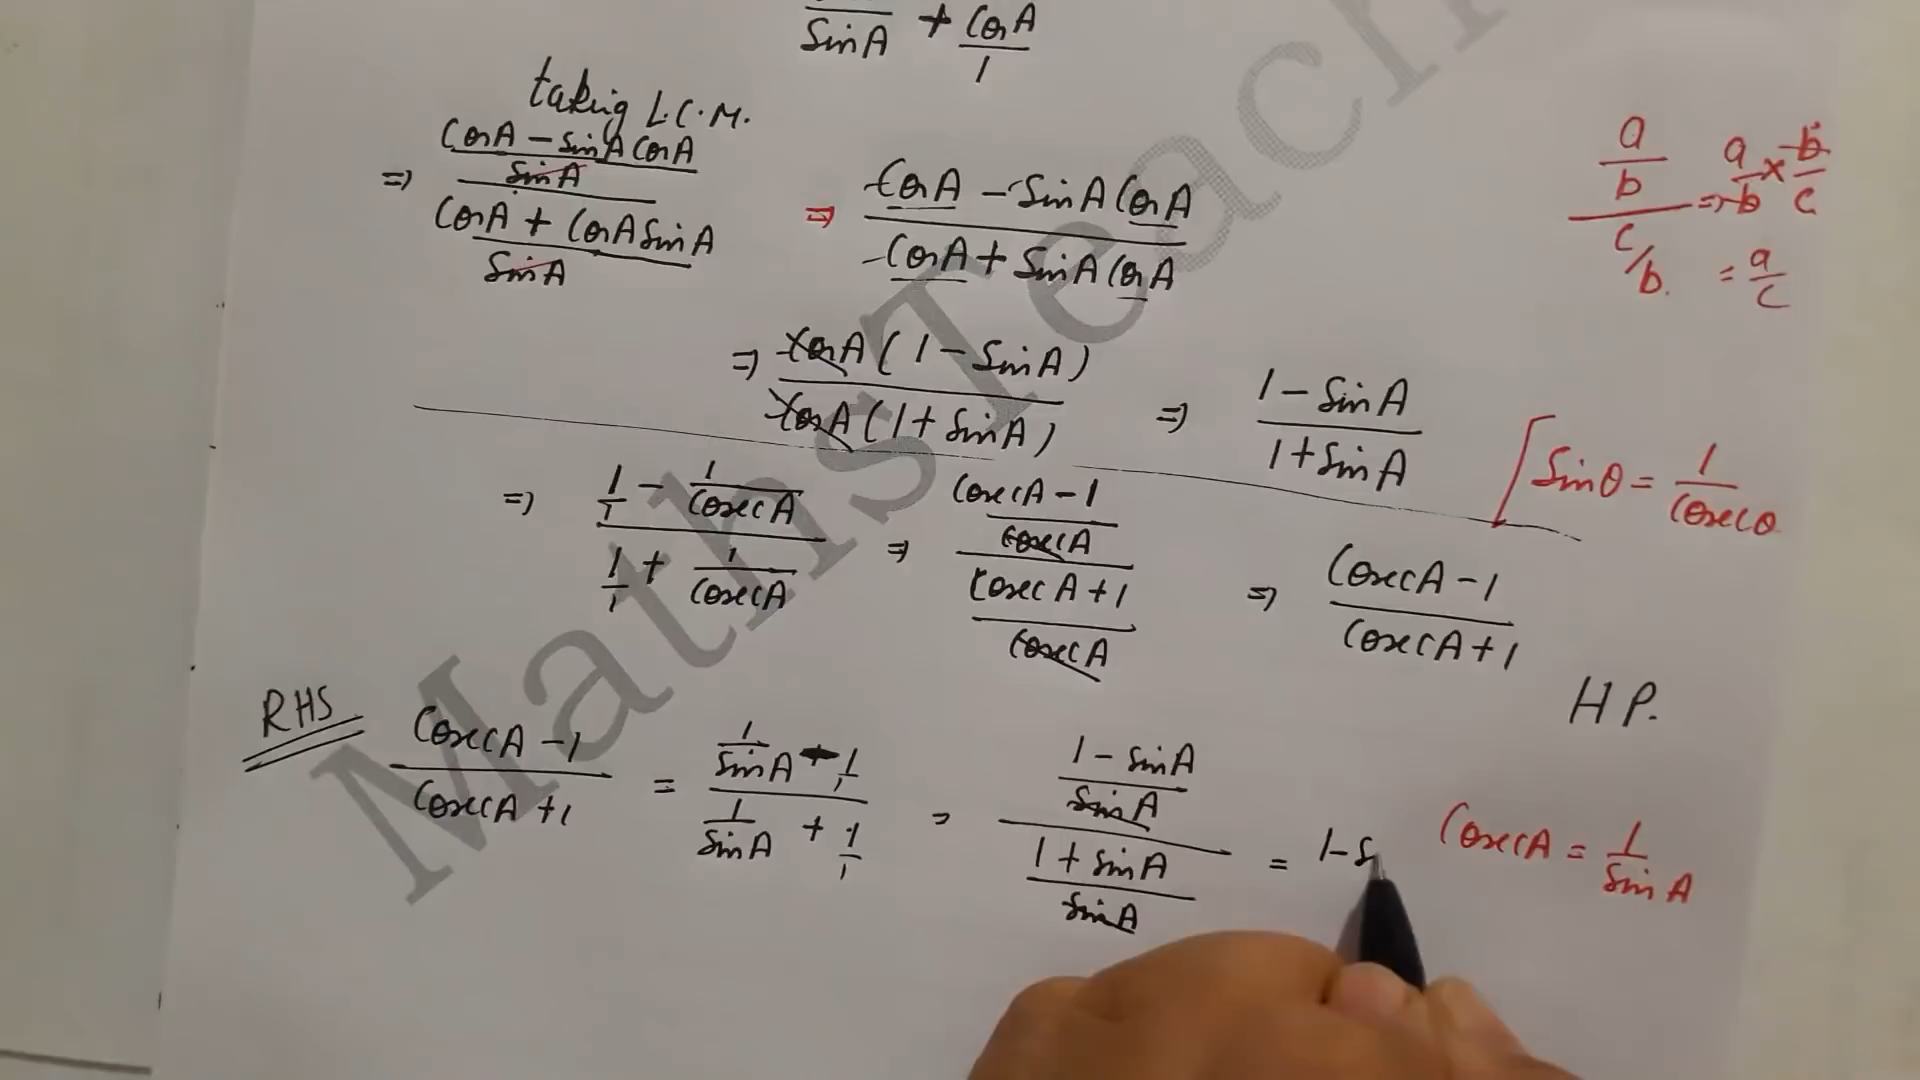 SinA + CosA
1
taking L.C.M.
=> CosA - sinA CosA
SinA
CosA + CosA SinA
SinA
=> CosA - SinA CosA
CosA + SinA CosA
a
b => a/b × b/c
c/b = a/c
=> CosA (1 - SinA)
CosA (1 + SinA)
=> 1 - SinA
1 + SinA
Sinθ = 1
Cosecθ
=> 1/1 - 1/CosecA
1/1 + 1/CosecA
=> CosecA - 1
CosecA
CosecA + 1
CosecA
=> CosecA - 1
CosecA + 1
H P.
RHS
CosecA - 1
CosecA + 1
= 1/sinA - 1/1
1/sinA + 1/1
= 1 - sinA
SinA
1 + sinA
SinA
= 1 - s
CosecA = 1
SinA
Maths Teach